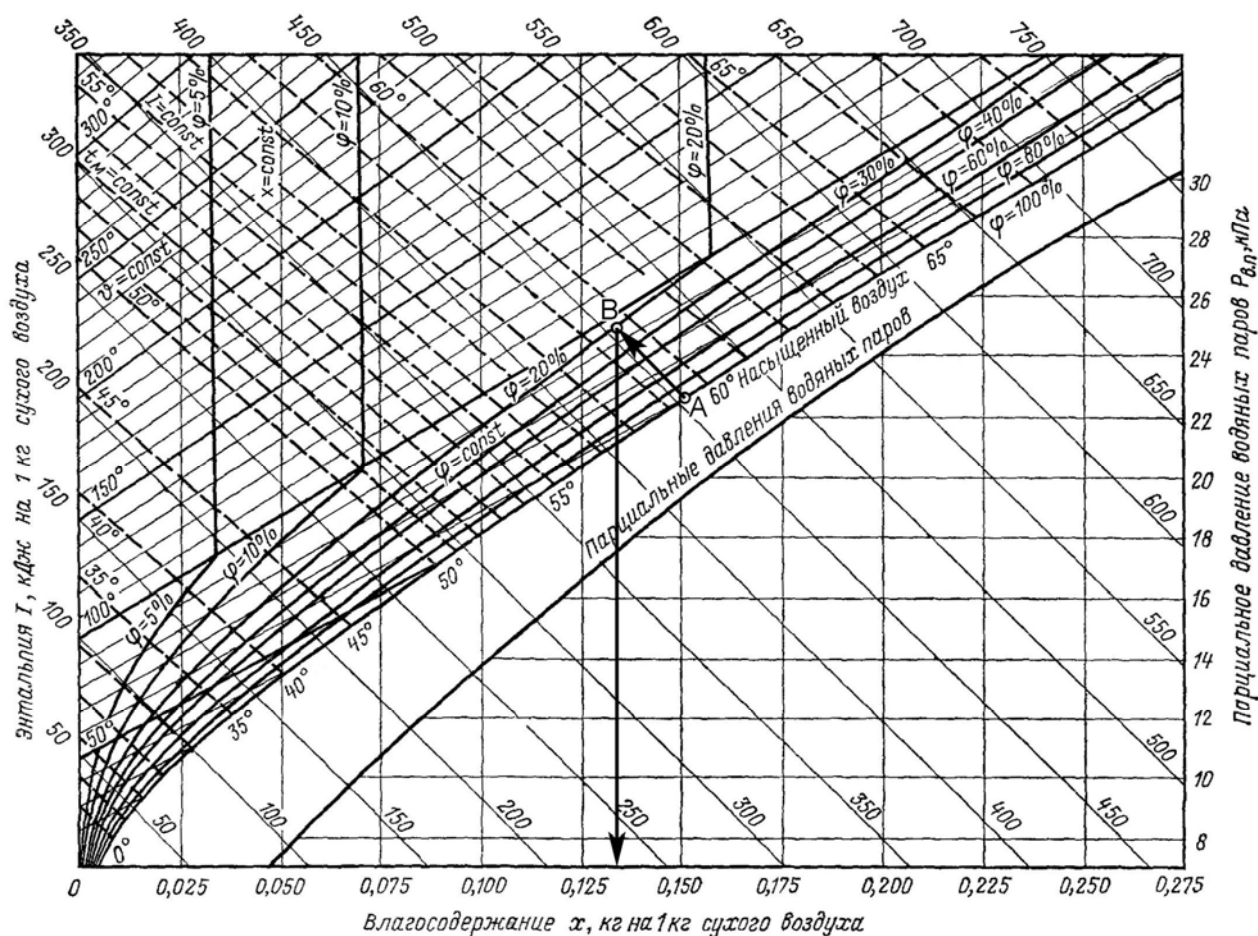 350 400 450 500 550 600 650 700 750
55°
300°
I=const
φ=5%
φ=10%
60°
φ=20%
65°
tм=const
x=const
250°
ϑ=const
50°
300
250
200
150
100
50
200°
45°
150°
40°
35°
100°
50°
φ=5%
φ=10%
φ=20%
φ=const
φ=30%
φ=40%
φ=60%
φ=80%
φ=100%
B
A
0°
35°
40°
45°
50°
55°
60° насыщенный воздух
65°
Парциальные давления водяных паров
30
28
26
24
22
20
18
16
14
12
10
8
700
650
600
550
500
50 100 150 200 250 300 350 400 450
0 0,025 0,050 0,075 0,100 0,125 0,150 0,175 0,200 0,225 0,250 0,275
Влагосодержание x, кг на 1 кг сухого воздуха
Энтальпия I, кДж на 1 кг сухого воздуха
Парциальное давление водяных паров Pв.п, мПа